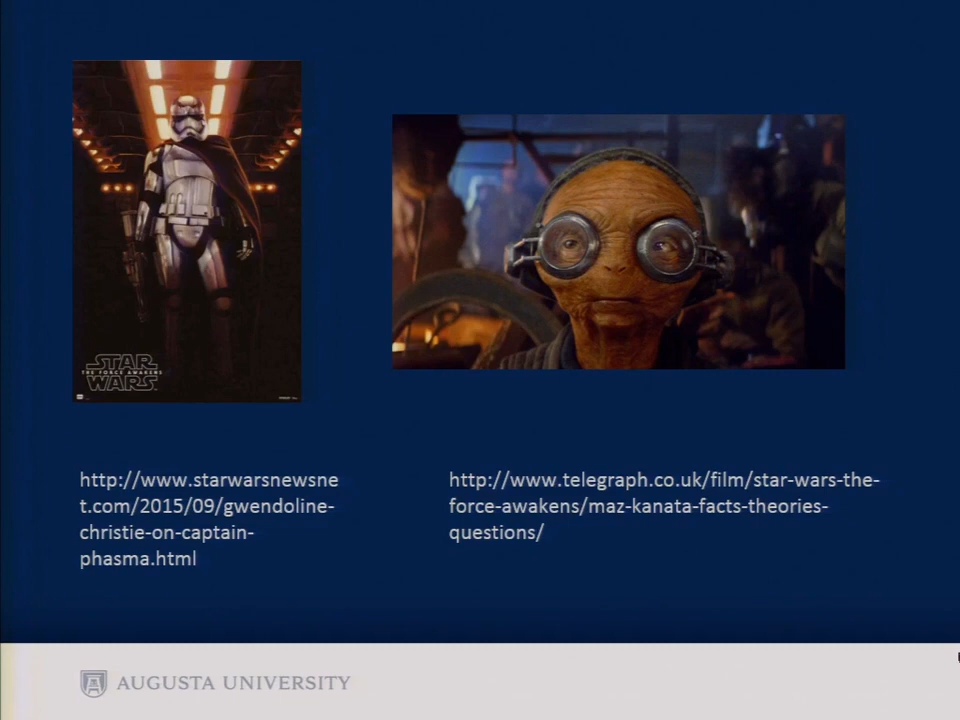 STAR
THE FORCE AWAKENS
WARS
http://www.starwarsnewsne
t.com/2015/09/gwendoline-
christie-on-captain-
phasma.html
http://www.telegraph.co.uk/film/star-wars-the-
force-awakens/maz-kanata-facts-theories-
questions/
AUGUSTA UNIVERSITY